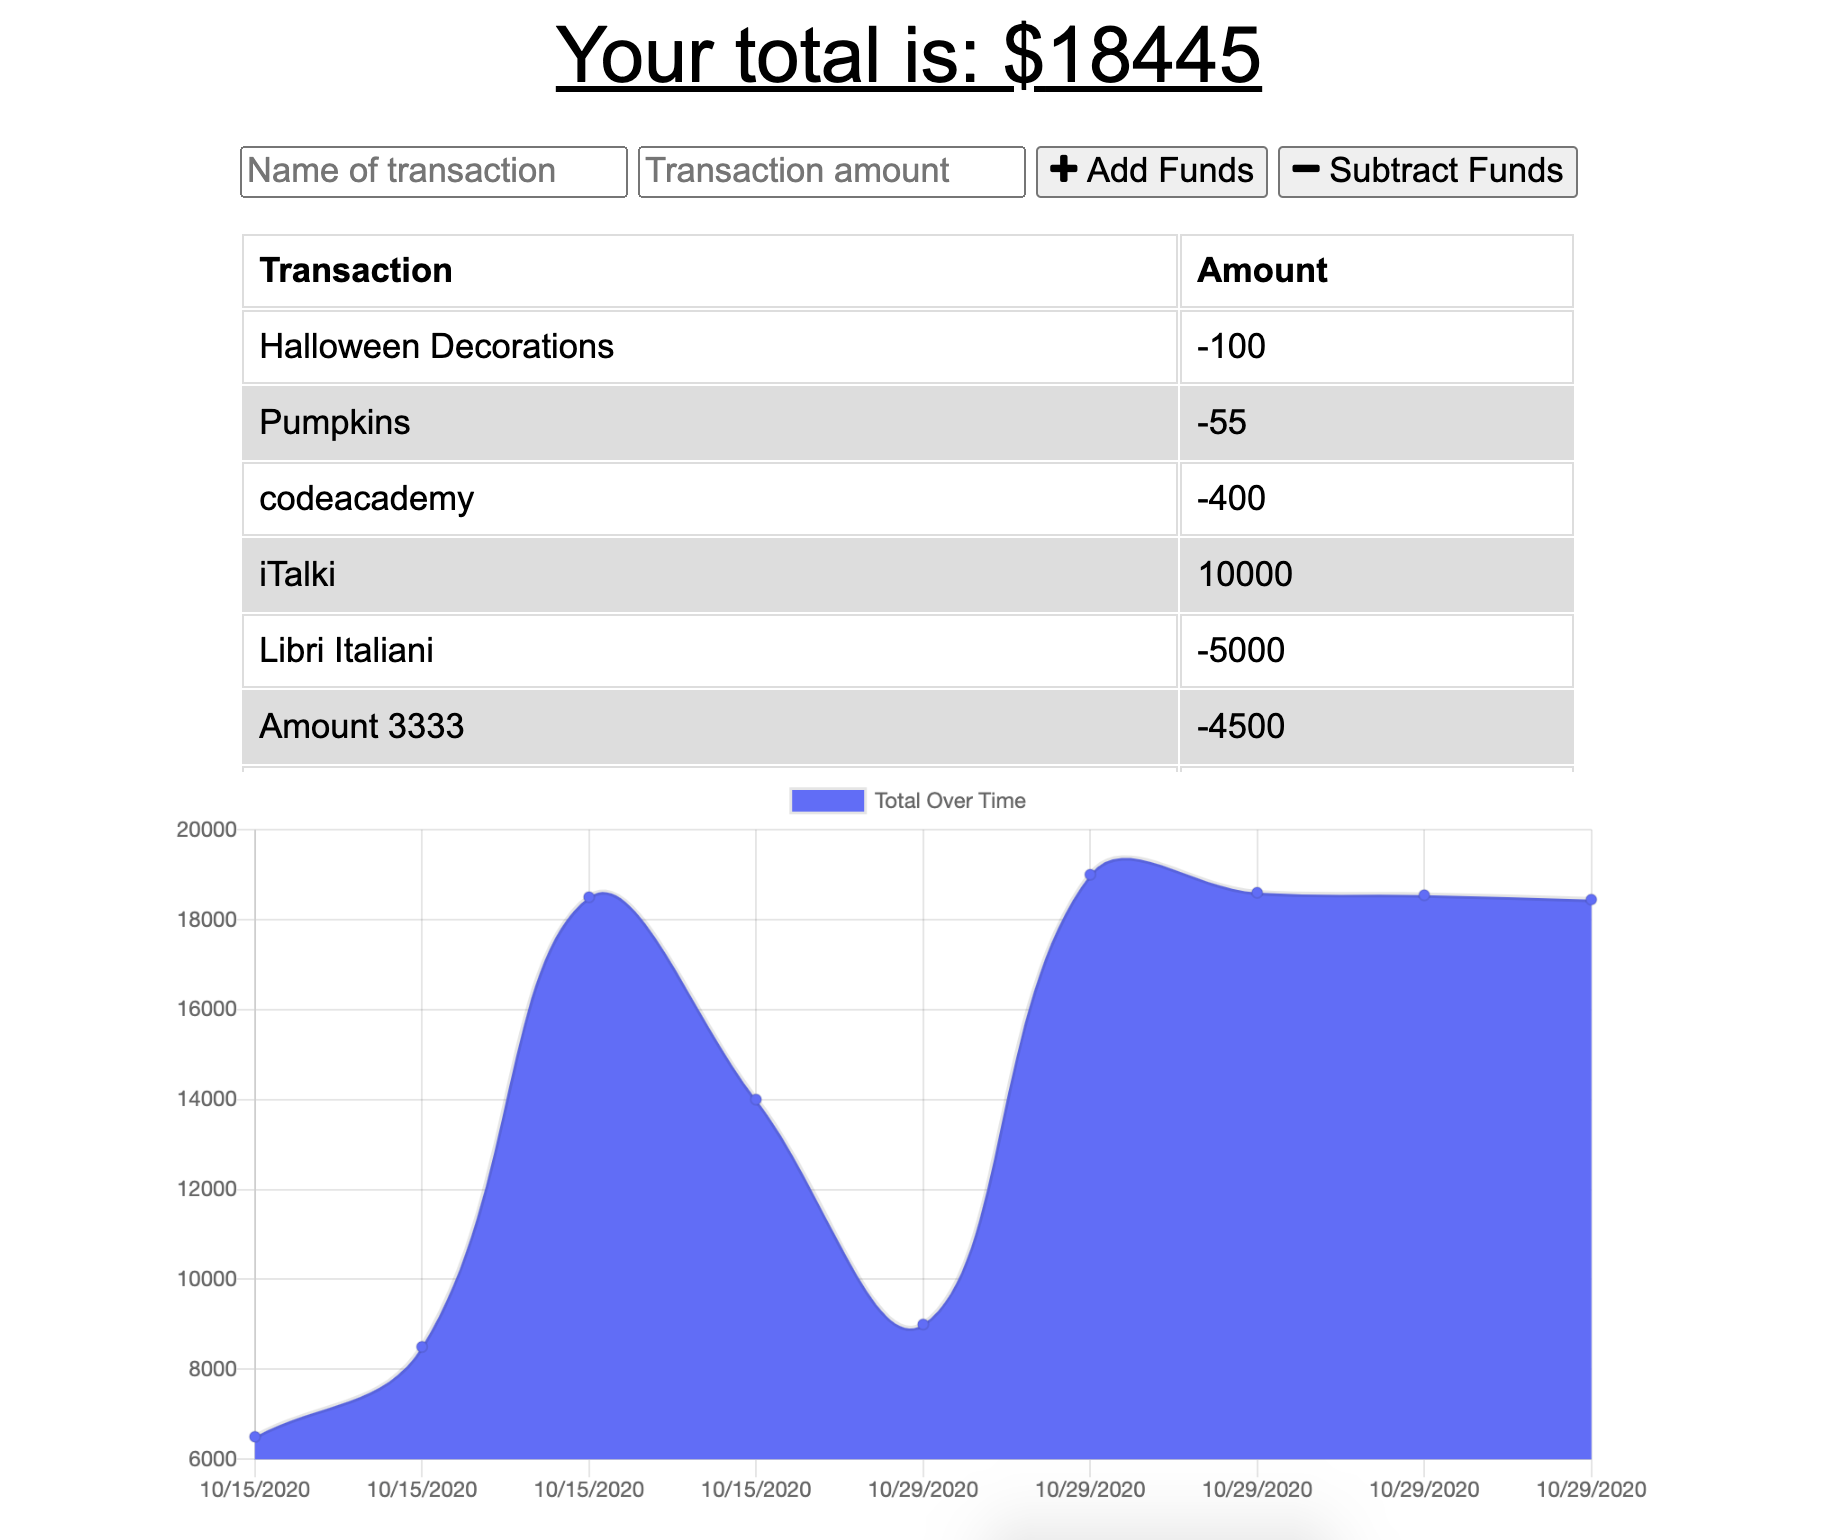 Your total is: $18445
Name of transaction Transaction amount + Add Funds − Subtract Funds
Transaction Amount
Halloween Decorations -100
Pumpkins -55
codeacademy -400
iTalki 10000
Libri Italiani -5000
Amount 3333 -4500
Total Over Time
20000
18000
16000
14000
12000
10000
8000
6000
10/15/2020 10/15/2020 10/15/2020 10/15/2020 10/29/2020 10/29/2020 10/29/2020 10/29/2020 10/29/2020